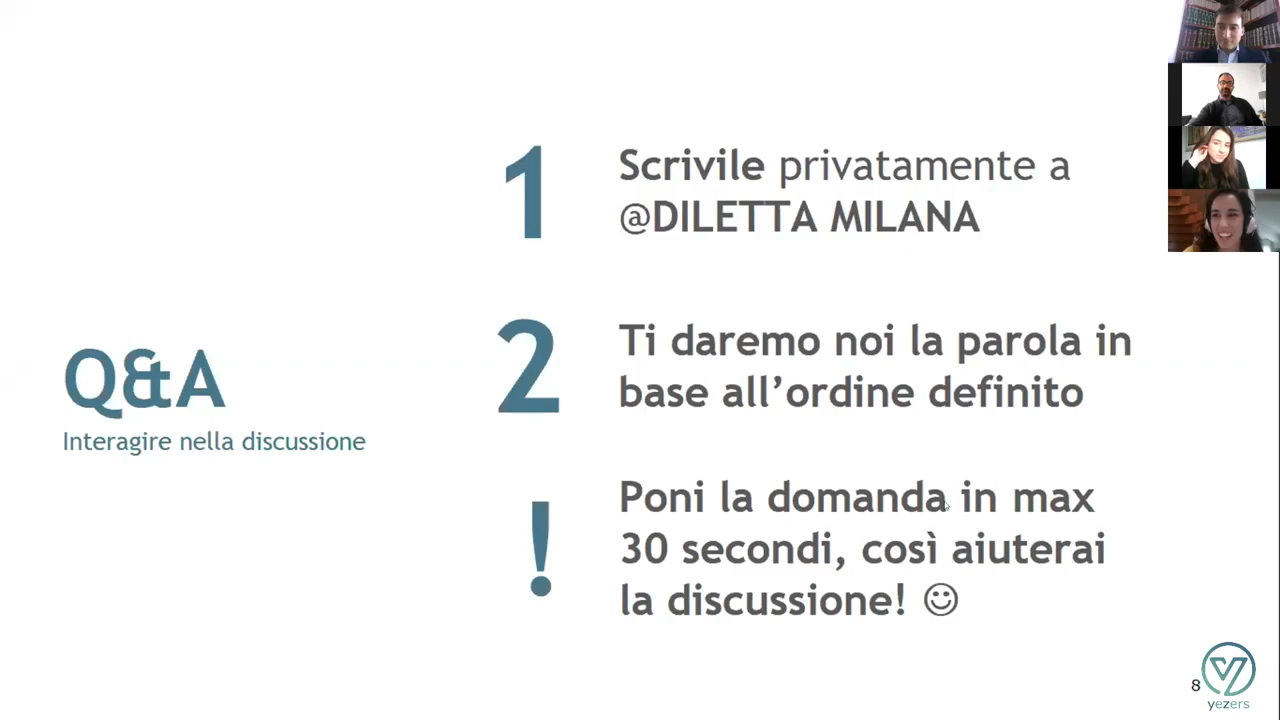 1
Scrivile privatamente a
@DILETTA MILANA
2
Ti daremo noi la parola in
base all’ordine definito
Q&A
Interagire nella discussione
!
Poni la domanda in max
30 secondi, così aiuterai
la discussione! ☺
8
yezers